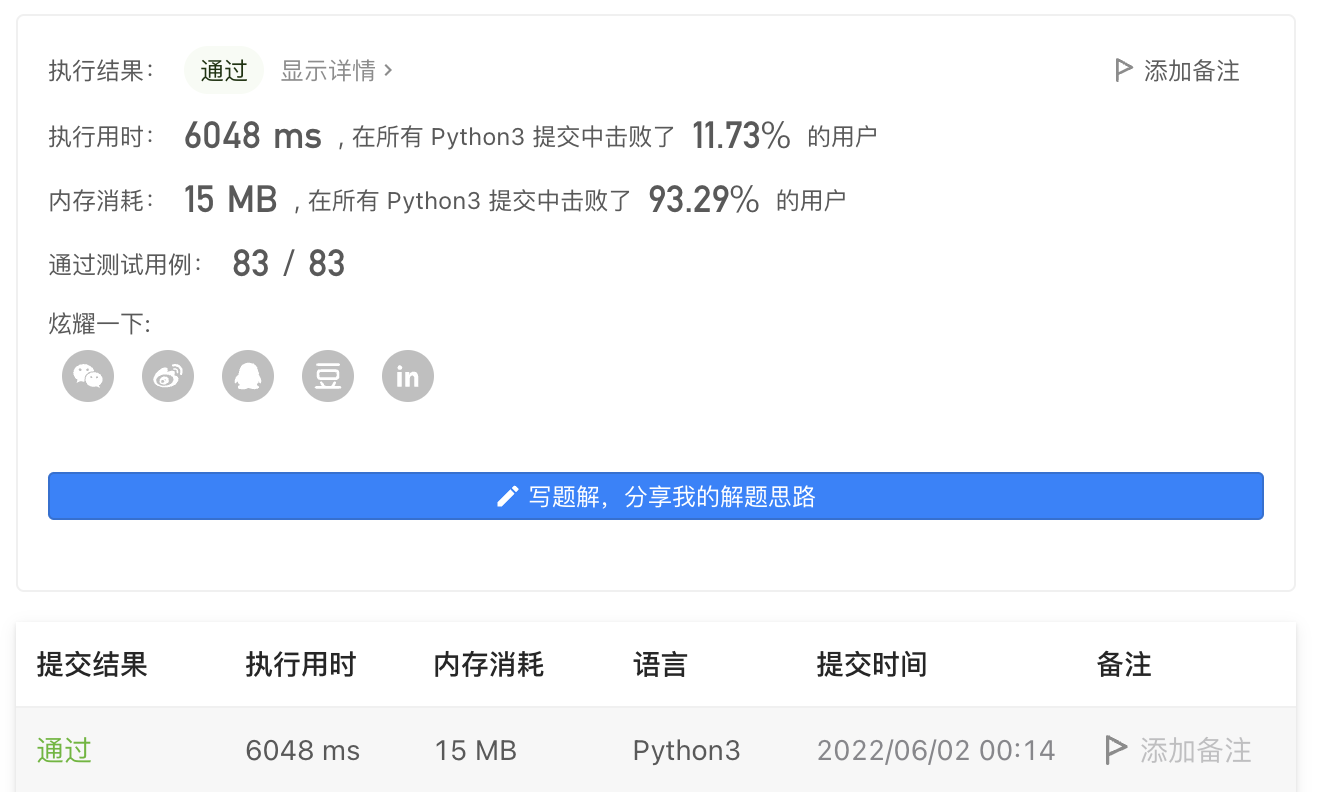 执行结果： 通过 显示详情 › 添加备注
执行用时： 6048 ms , 在所有 Python3 提交中击败了 11.73% 的用户
内存消耗： 15 MB , 在所有 Python3 提交中击败了 93.29% 的用户
通过测试用例： 83 / 83
炫耀一下:
豆 in
写题解，分享我的解题思路
提交结果 执行用时 内存消耗 语言 提交时间 备注
通过 6048 ms 15 MB Python3 2022/06/02 00:14 添加备注